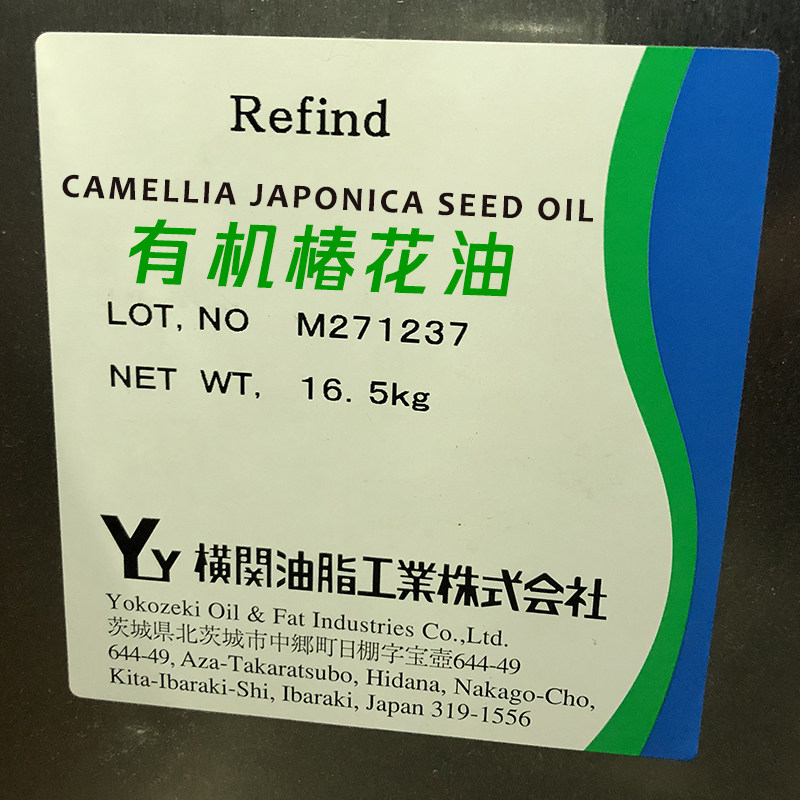 Refind
CAMELLIA JAPONICA SEED OIL
有机椿花油
LOT, NO M271237
NET WT, 16. 5kg
YY 横関油脂工業株式会社
Yokozeki Oil & Fat Industries Co.,Ltd.
茨城県北茨城市中郷町日棚字宝壺644-49
644-49, Aza-Takaratsubo, Hidana, Nakago-Cho,
Kita-Ibaraki-Shi, Ibaraki, Japan 319-1556